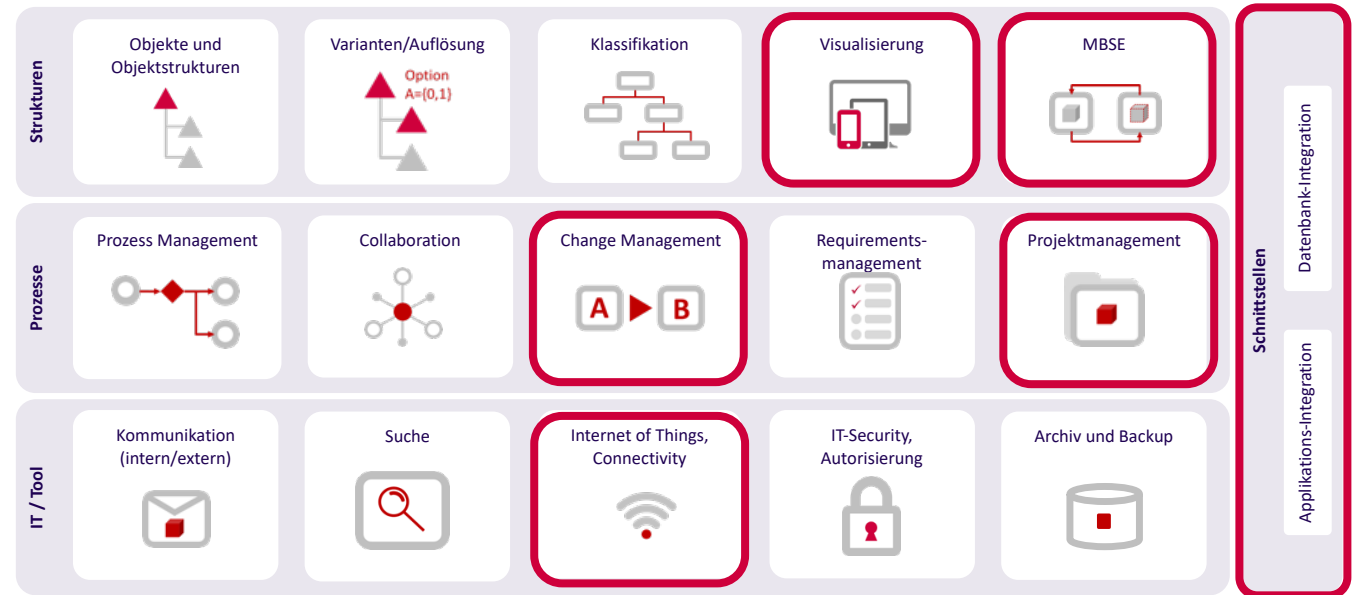 Strukturen
Objekte und
Objektstrukturen
Varianten/Auflösung
Option
A={0,1}
Klassifikation
Visualisierung
MBSE
Prozesse
Prozess Management
Collaboration
Change Management
A
B
Requirements-
management
Projektmanagement
IT / Tool
Kommunikation
(intern/extern)
Suche
Internet of Things,
Connectivity
IT-Security,
Autorisierung
Archiv und Backup
Schnittstellen
Datenbank-Integration
Applikations-Integration